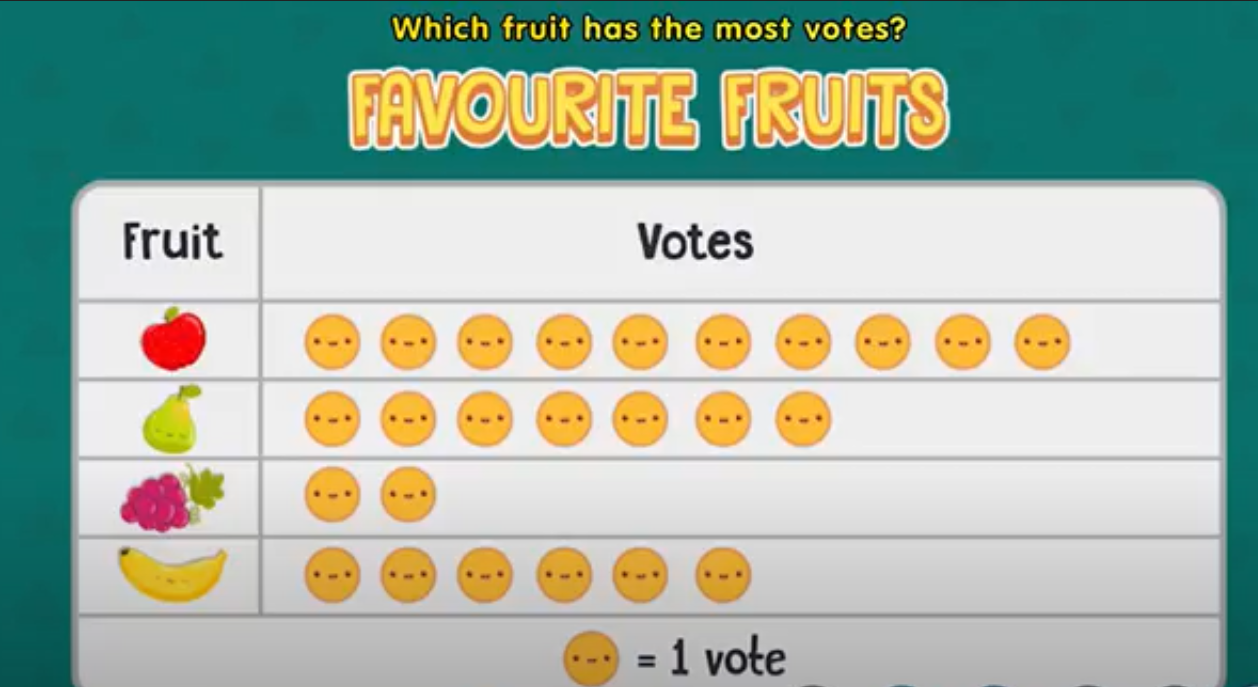 Which fruit has the most votes?
FAVOURITE FRUITS
Fruit Votes
= 1 vote